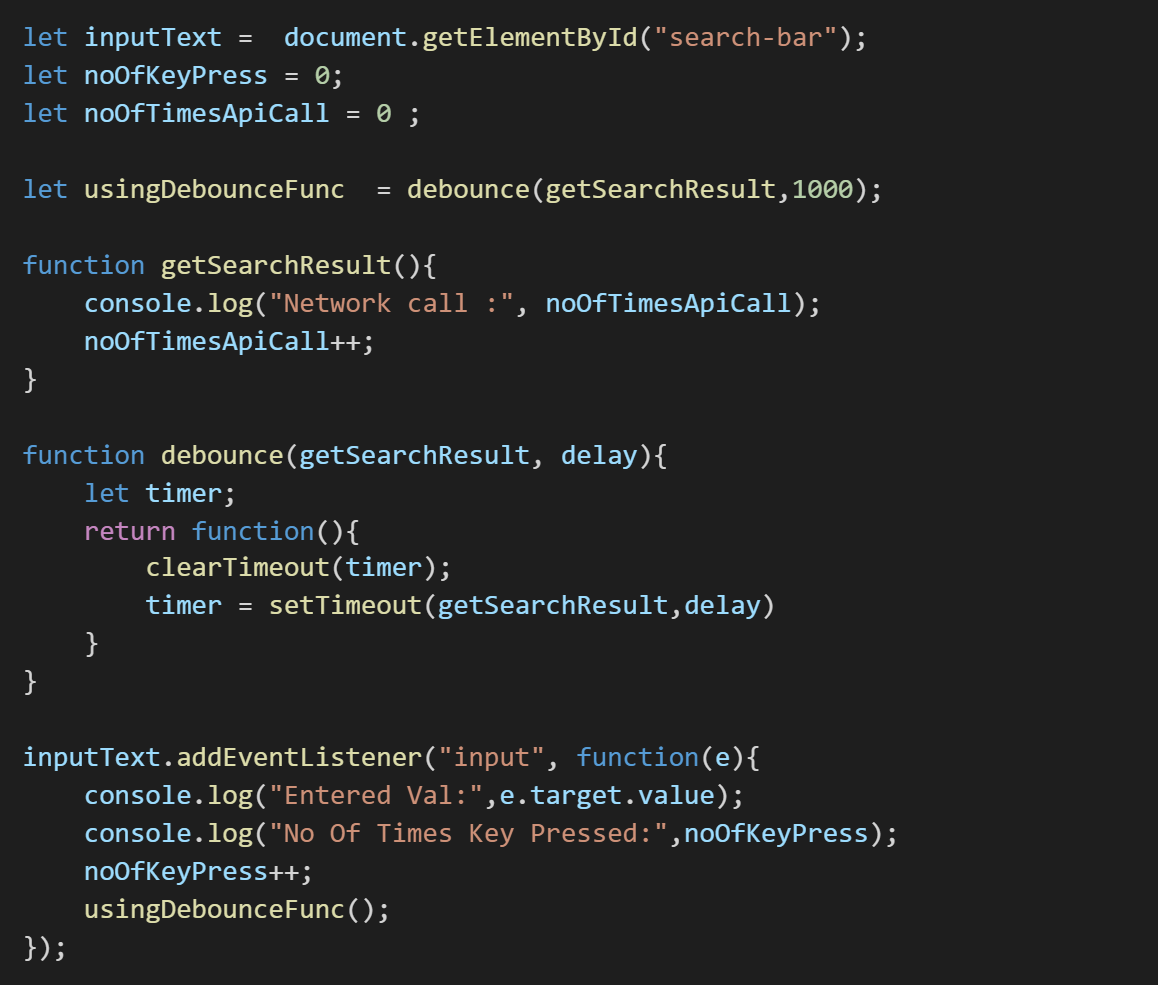 let inputText =  document.getElementById("search-bar");
let noOfKeyPress = 0;
let noOfTimesApiCall = 0 ;

let usingDebounceFunc  = debounce(getSearchResult,1000);

function getSearchResult(){
    console.log("Network call :", noOfTimesApiCall);
    noOfTimesApiCall++;
}

function debounce(getSearchResult, delay){
    let timer;
    return function(){
        clearTimeout(timer);
        timer = setTimeout(getSearchResult,delay)
    }
}

inputText.addEventListener("input", function(e){
    console.log("Entered Val:",e.target.value);
    console.log("No Of Times Key Pressed:",noOfKeyPress);
    noOfKeyPress++;
    usingDebounceFunc();
});